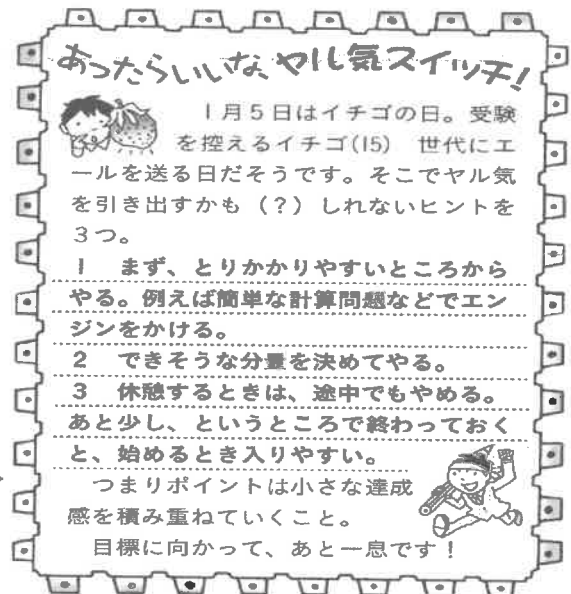 あったらいいな、ヤル気スイッチ!
1月5日はイチゴの日。受験
を控えるイチゴ(15) 世代にエ
ールを送る日だそうです。そこでヤル気
を引き出すかも(?)しれないヒントを
3つ。
1 まず、とりかかりやすいところから
やる。例えば簡単な計算問題などでエン
ジンをかける。
2 できそうな分量を決めてやる。
3 休憩するときは、途中でもやめる。
あと少し、というところで終わっておく
と、始めるとき入りやすい。
つまりポイントは小さな達成
感を積み重ねていくこと。
目標に向かって、あと一息です!